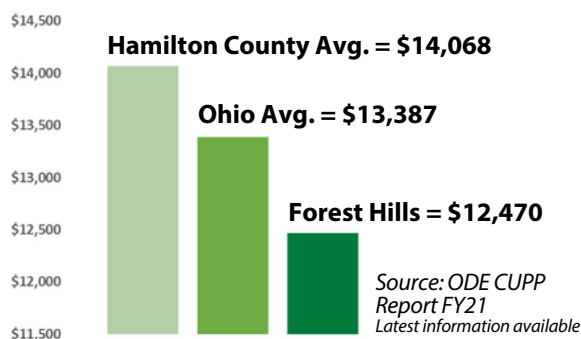 $14,500
Hamilton County Avg. = $14,068
$14,000
$13,500
Ohio Avg. = $13,387
$13,000
$12,500
Forest Hills = $12,470
$12,000
$11,500
Source: ODE CUPP
Report FY21
Latest information available